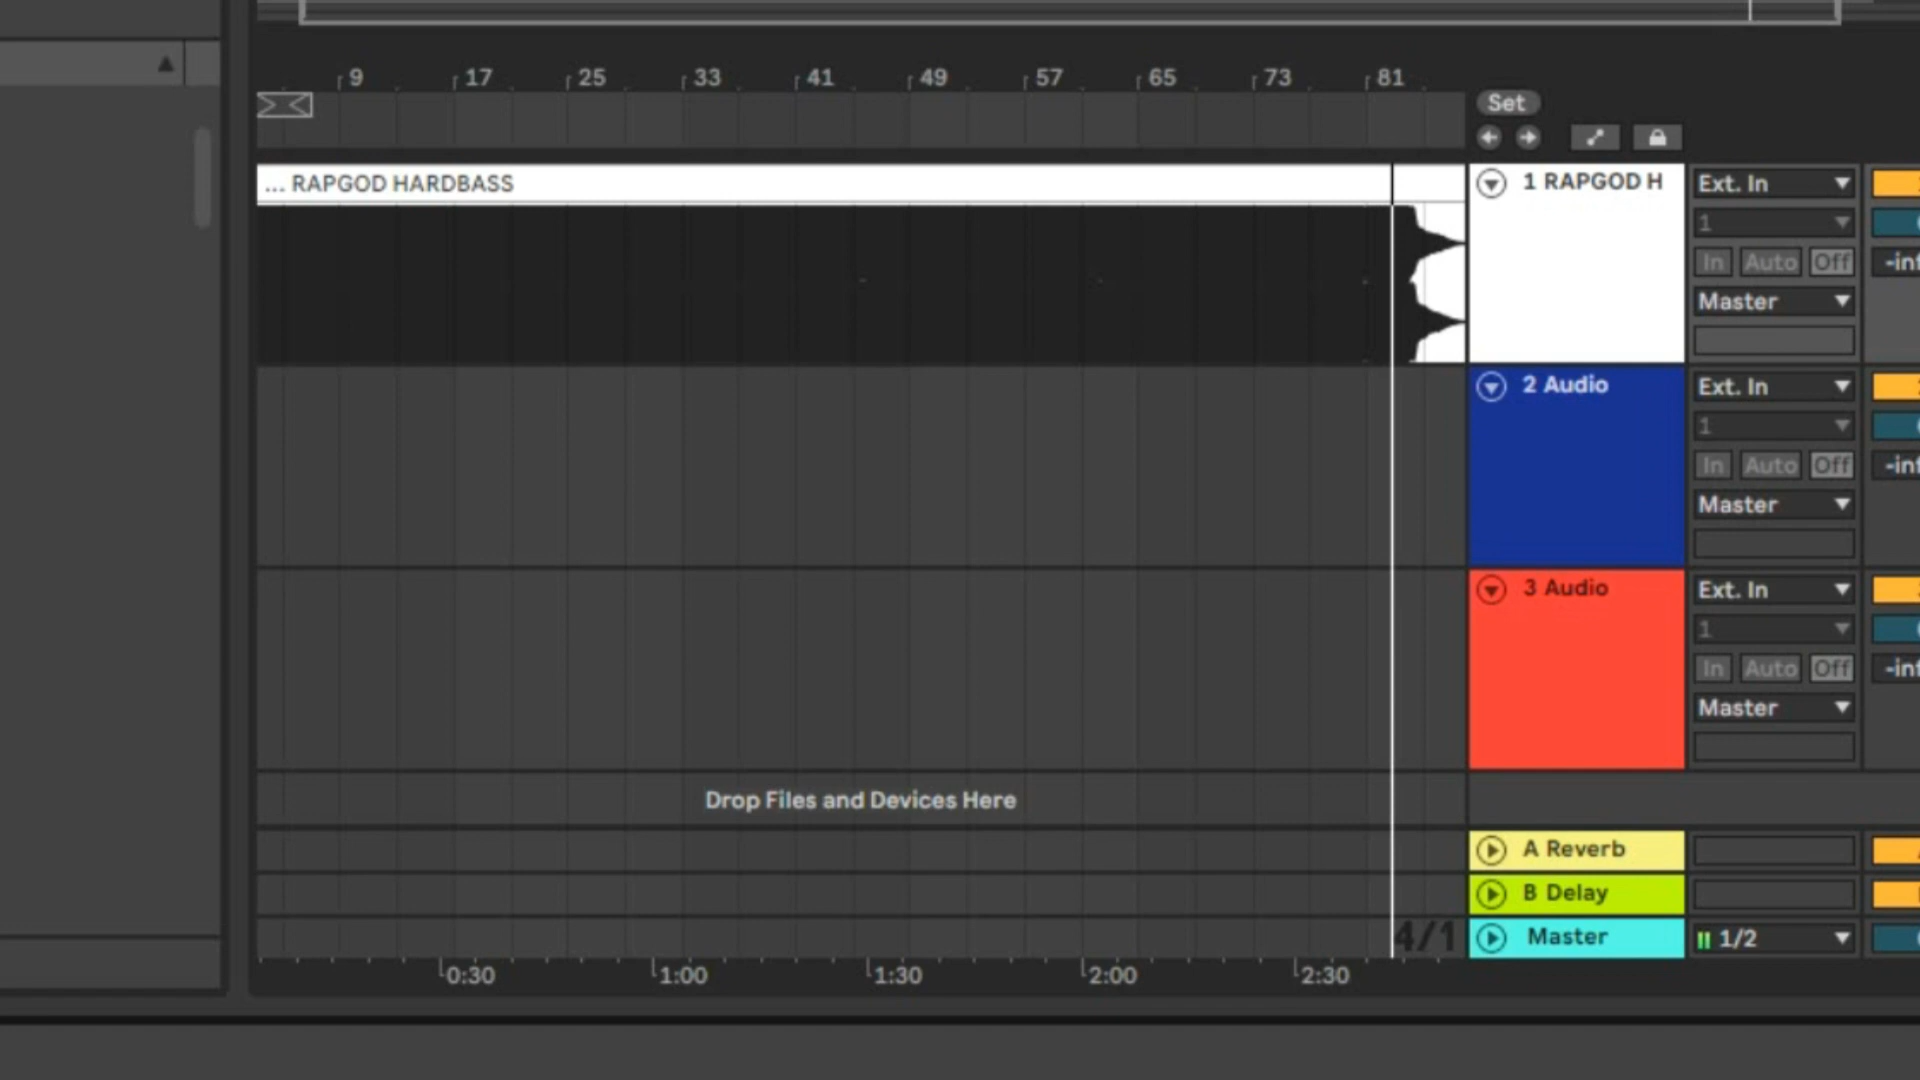 9 17 25 33 41 49 57 65 73 81
Set
... RAPGOD HARDBASS
1 RAPGOD H
Ext. In
1
In Auto Off
-inf
Master
2 Audio
Ext. In
1
In Auto Off
-inf
Master
3 Audio
Ext. In
1
In Auto Off
-inf
Master
Drop Files and Devices Here
A Reverb
B Delay
4/1
Master
1/2
0:30 1:00 1:30 2:00 2:30